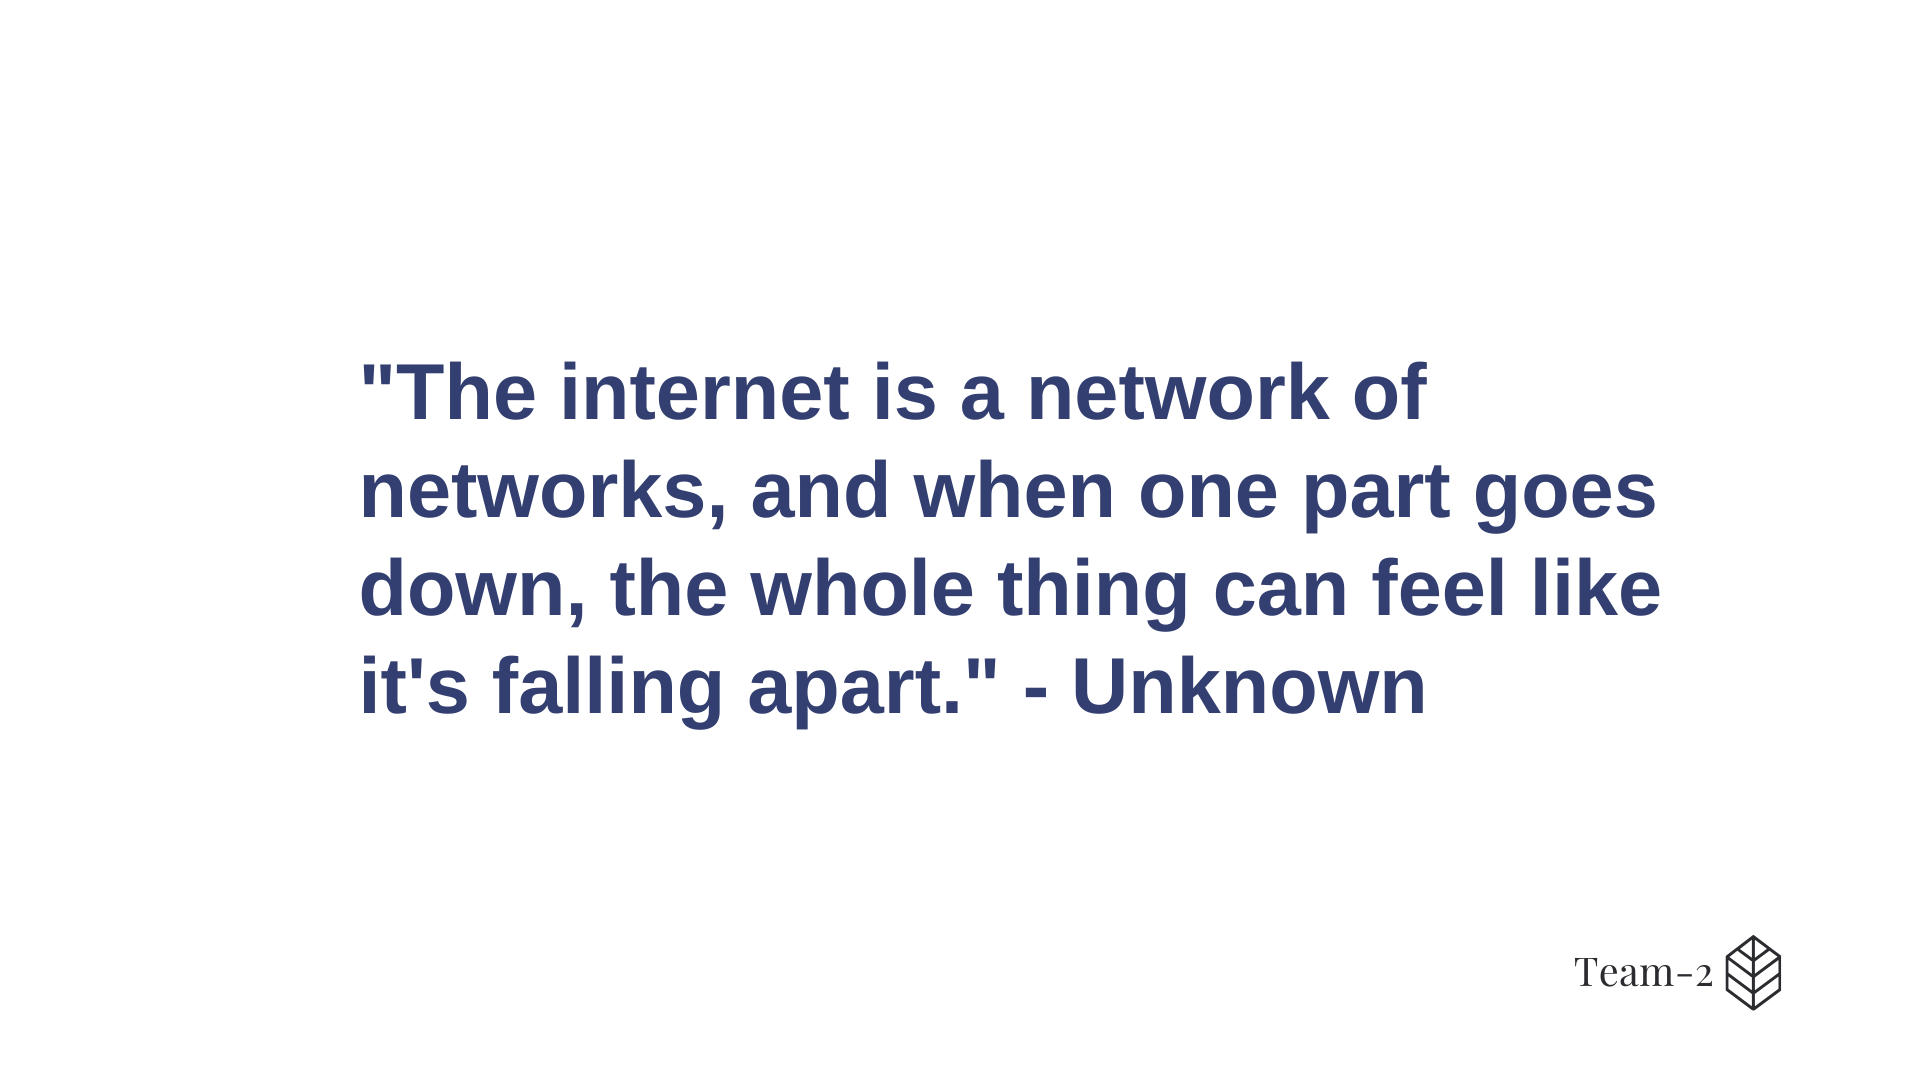 "The internet is a network of
networks, and when one part goes
down, the whole thing can feel like
it's falling apart." - Unknown
Team-2